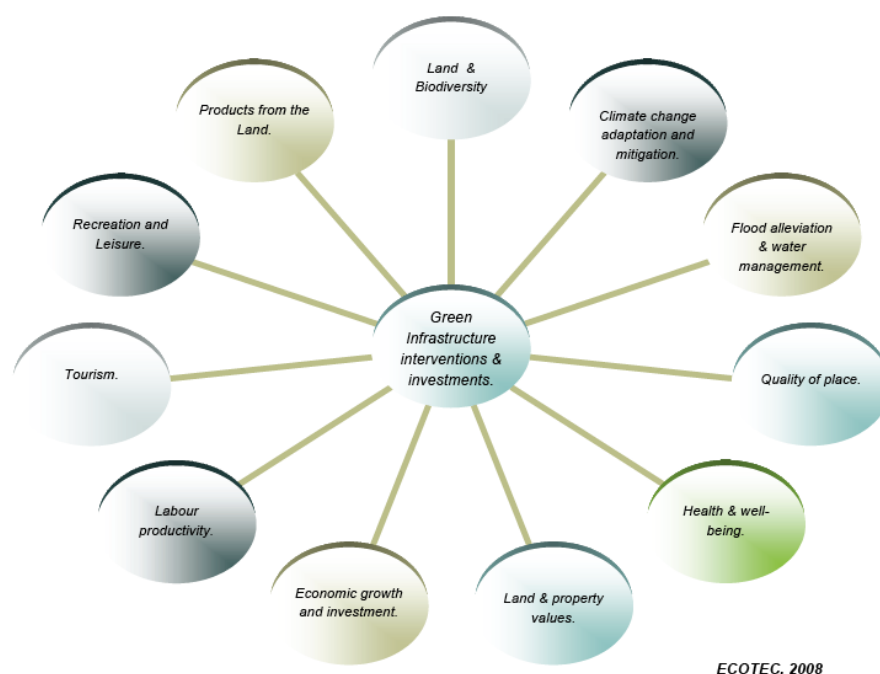 Land &
Biodiversity
Products from the
Land.
Climate change
adaptation and
mitigation.
Recreation and
Leisure.
Flood alleviation
& water
management.
Green
Infrastructure
interventions &
investments.
Tourism.
Quality of place.
Labour
productivity.
Health & well-
being.
Economic growth
and investment.
Land & property
values.
ECOTEC. 2008